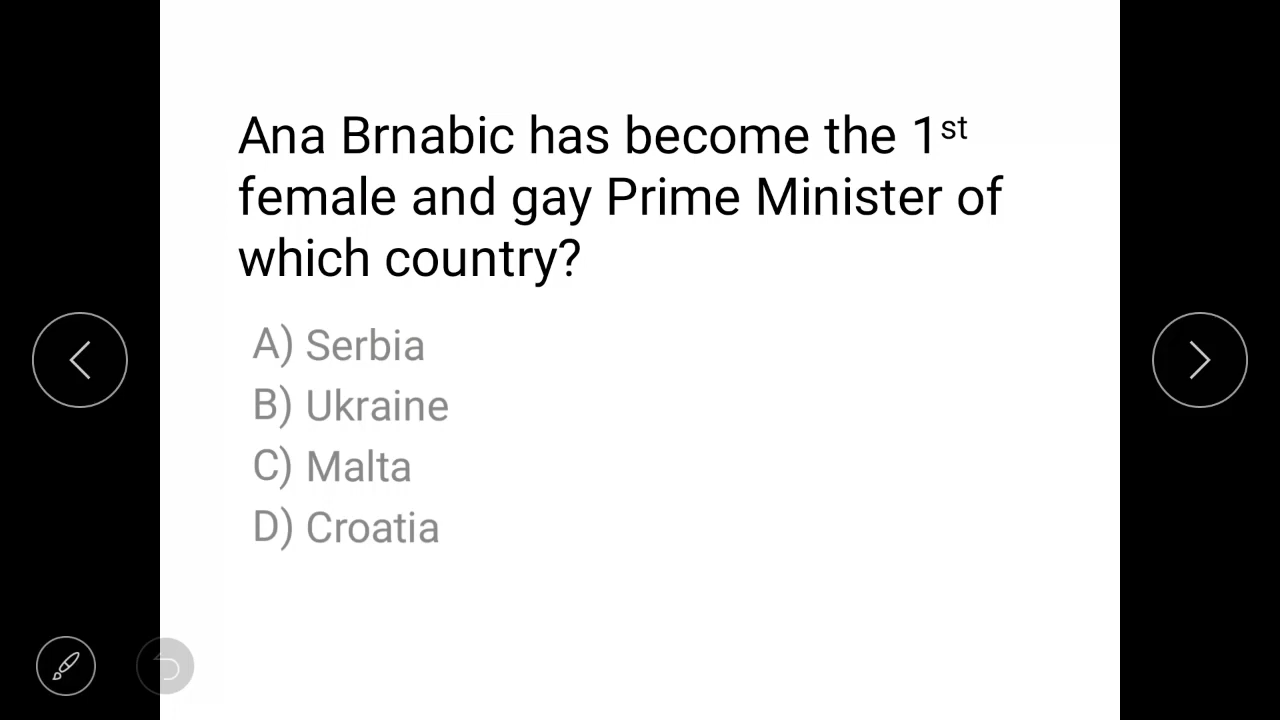 Ana Brnabic has become the 1st
female and gay Prime Minister of
which country?
A) Serbia
B) Ukraine
C) Malta
D) Croatia